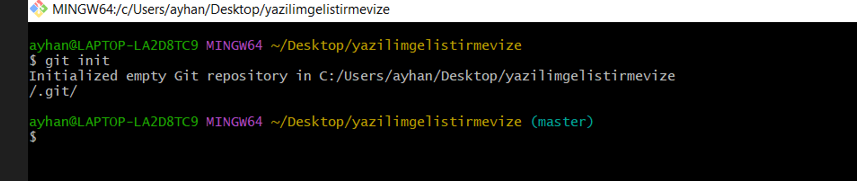 MINGW64:/c/Users/ayhan/Desktop/yazilimgelistirmevize
ayhan@LAPTOP-LA2D8TC9 MINGW64 ~/Desktop/yazilimgelistirmevize
$ git init
Initialized empty Git repository in C:/Users/ayhan/Desktop/yazilimgelistirmevize
/.git/
ayhan@LAPTOP-LA2D8TC9 MINGW64 ~/Desktop/yazilimgelistirmevize (master)
$